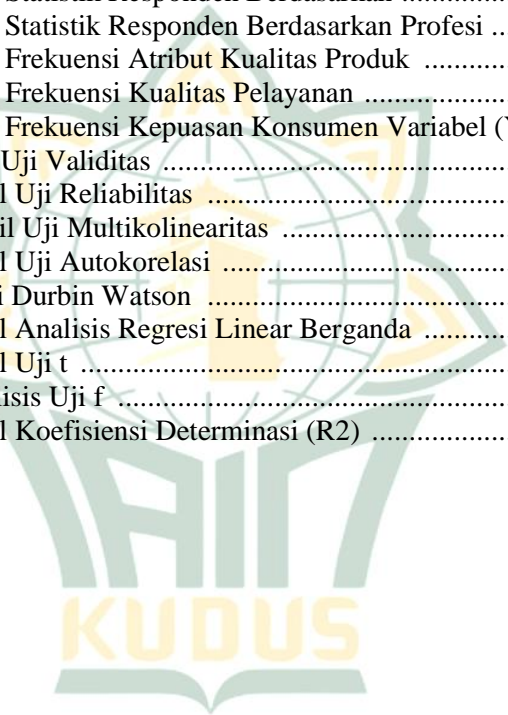 Statistik Responden Berdasarkan ..............
Statistik Responden Berdasarkan Profesi ..
Frekuensi Atribut Kualitas Produk ............
Frekuensi Kualitas Pelayanan ....................
Frekuensi Kepuasan Konsumen Variabel (Y
Uji Validitas ................................................
l Uji Reliabilitas ..........................................
il Uji Multikolinearitas ...............................
l Uji Autokorelasi ........................................
i Durbin Watson ..........................................
l Analisis Regresi Linear Berganda .............
l Uji t ............................................................
lisis Uji f ......................................................
l Koefisiensi Determinasi (R2) ..................
IAIN
KUDUS